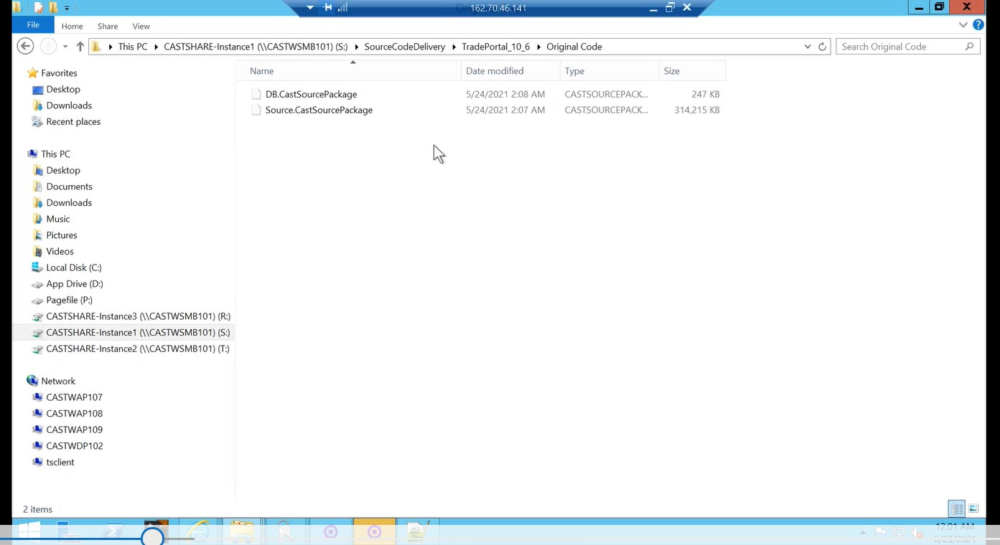 162.70.46.141
File Home Share View
This PC CASTSHARE-Instance1 (\\CASTWSMB101) (S:) SourceCodeDelivery TradePortal_10_6 Original Code
Search Original Code
Name Date modified Type Size
DB.CastSourcePackage 5/24/2021 2:08 AM CASTSOURCEPACK... 247 KB
Source.CastSourcePackage 5/24/2021 2:07 AM CASTSOURCEPACK... 314,215 KB
Favorites
Desktop
Downloads
Recent places
This PC
Desktop
Documents
Downloads
Music
Pictures
Videos
Local Disk (C:)
App Drive (D:)
Pagefile (P:)
CASTSHARE-Instance3 (\\CASTWSMB101) (R:)
CASTSHARE-Instance1 (\\CASTWSMB101) (S:)
CASTSHARE-Instance2 (\\CASTWSMB101) (T:)
Network
CASTWAP107
CASTWAP108
CASTWAP109
CASTWDP102
tsclient
2 items
12:01 AM